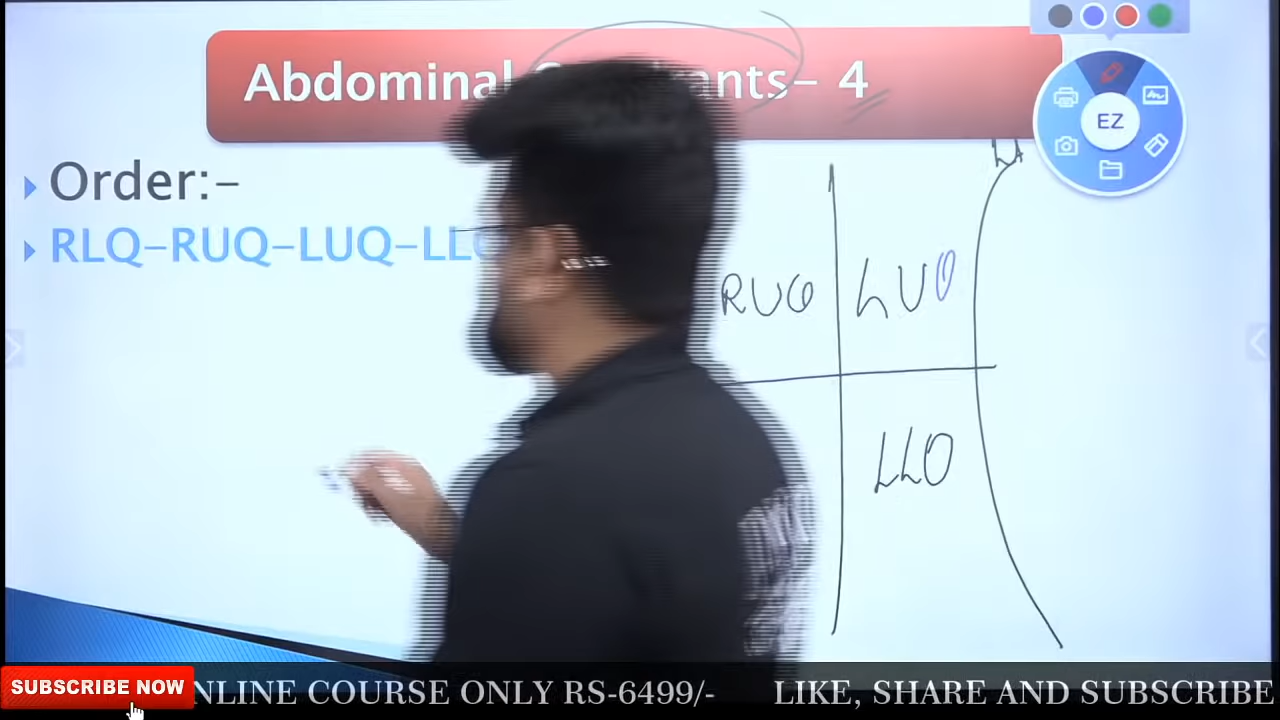 Abdominal
ants– 4
EZ
Order:–
RLQ–RUQ–LUQ–LL
RUQ
LUQ
LLQ
SUBSCRIBE NOW
NLINE COURSE ONLY RS-6499/-
LIKE, SHARE AND SUBSCRIBE